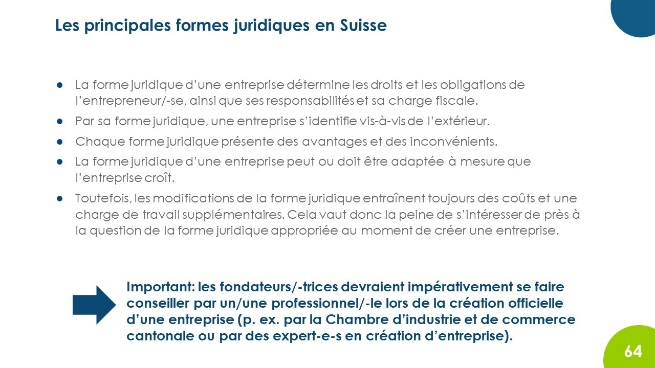 Les principales formes juridiques en Suisse
● La forme juridique d'une entreprise détermine les droits et les obligations de
l'entrepreneur/-se, ainsi que ses responsabilités et sa charge fiscale.
● Par sa forme juridique, une entreprise s'identifie vis-à-vis de l'extérieur.
● Chaque forme juridique présente des avantages et des inconvénients.
● La forme juridique d'une entreprise peut ou doit être adaptée à mesure que
l'entreprise croît.
● Toutefois, les modifications de la forme juridique entraînent toujours des coûts et une
charge de travail supplémentaires. Cela vaut donc la peine de s'intéresser de près à
la question de la forme juridique appropriée au moment de créer une entreprise.
Important: les fondateurs/-trices devraient impérativement se faire
conseiller par un/une professionnel/-le lors de la création officielle
d'une entreprise (p. ex. par la Chambre d'industrie et de commerce
cantonale ou par des expert-e-s en création d'entreprise).
64